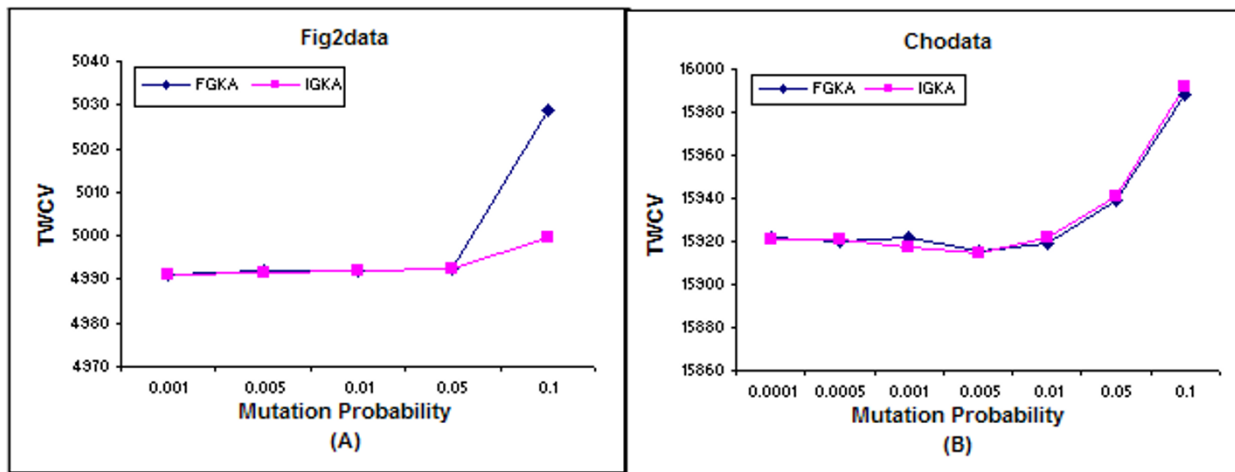 Fig2data
FGKA IGKA
5040
5030
5020
5010
5000
4990
4980
4970
TWCV
0.001 0.005 0.01 0.05 0.1
Mutation Probability
(A)
Chodata
FGKA IGKA
16000
15980
15960
15940
15920
15900
15880
15860
TWCV
0.0001 0.0005 0.001 0.005 0.01 0.05 0.1
Mutation Probability
(B)